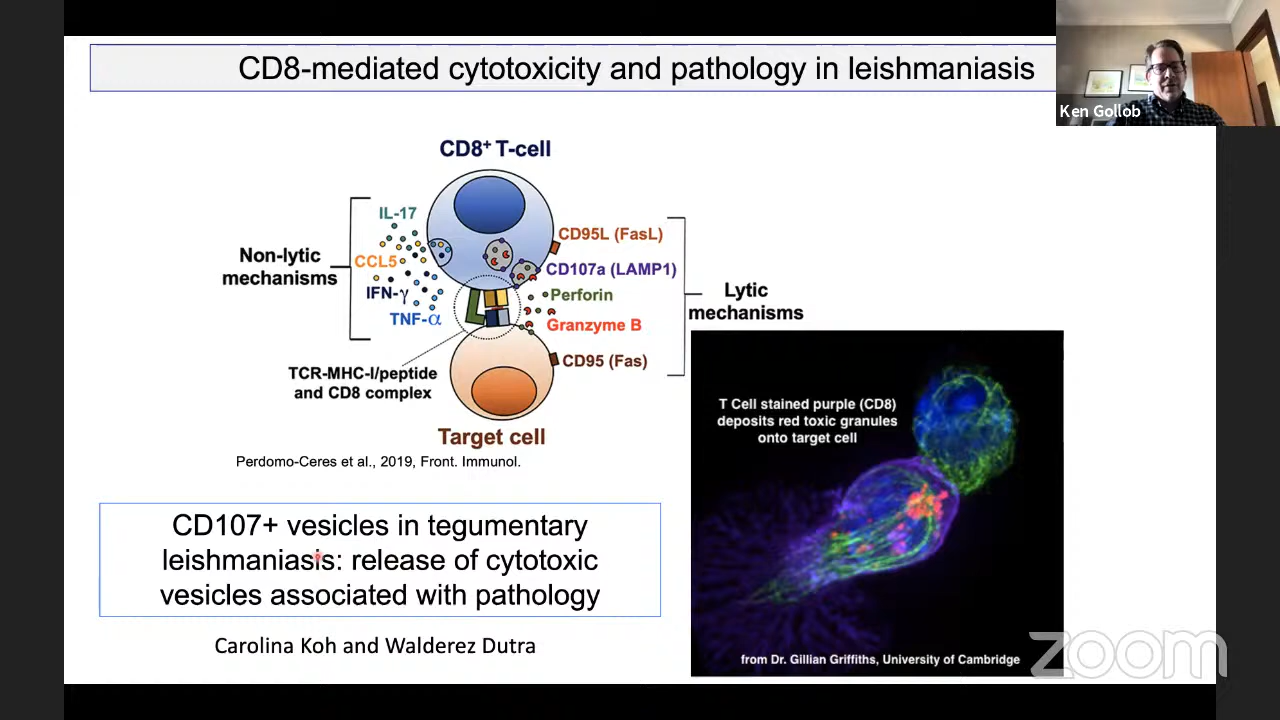 CD8-mediated cytotoxicity and pathology in leishmaniasis
Ken Gollob
CD8+ T-cell
IL-17
CCL5
IFN-γ
TNF-α
Non-lytic
mechanisms
CD95L (FasL)
CD107a (LAMP1)
Perforin
Granzyme B
CD95 (Fas)
Lytic
mechanisms
TCR-MHC-I/peptide
and CD8 complex
Target cell
Perdomo-Ceres et al., 2019, Front. Immunol.
T Cell stained purple (CD8)
deposits red toxic granules
onto target cell
from Dr. Gillian Griffiths, University of Cambridge
CD107+ vesicles in tegumentary
leishmaniasis: release of cytotoxic
vesicles associated with pathology
Carolina Koh and Walderez Dutra
zoom